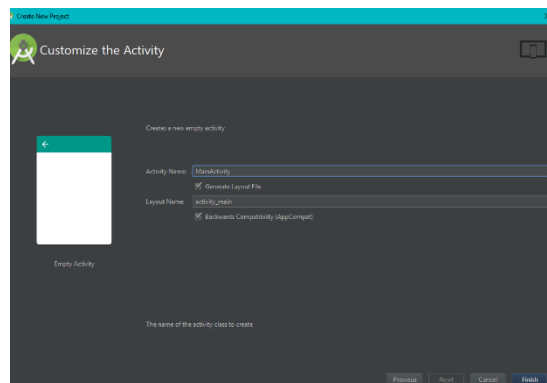 Create New Project
Customize the Activity
Creates a new empty activity
Activity Name: MainActivity
Generate Layout File
Layout Name: activity_main
Backwards Compatibility (AppCompat)
Empty Activity
The name of the activity class to create
Previous Next Cancel Finish